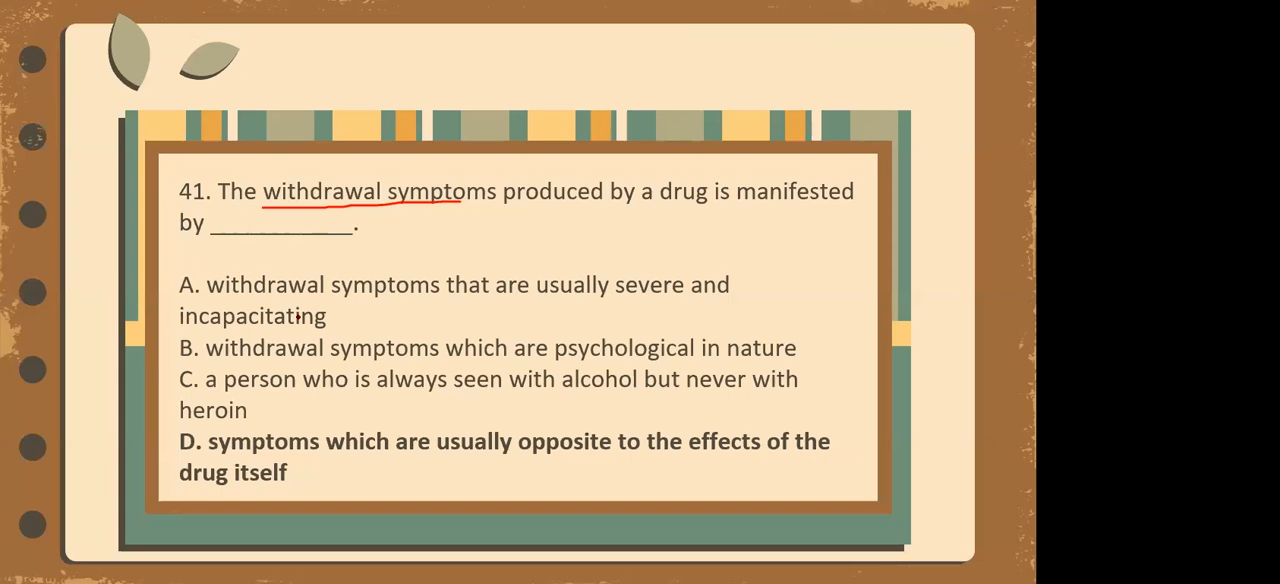 41. The withdrawal symptoms produced by a drug is manifested
by ___________.
A. withdrawal symptoms that are usually severe and
incapacitating
B. withdrawal symptoms which are psychological in nature
C. a person who is always seen with alcohol but never with
heroin
D. symptoms which are usually opposite to the effects of the
drug itself